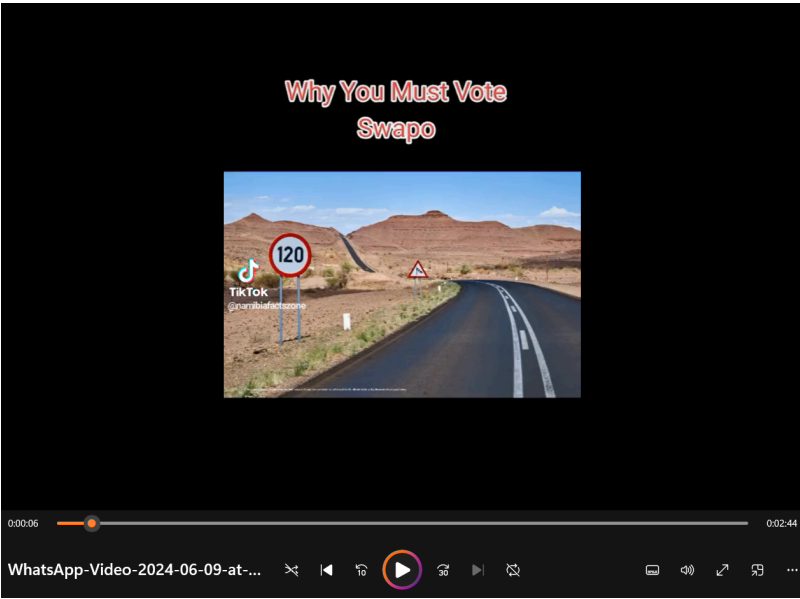 Why You Must Vote
Swapo
120
TikTok
@namibiafactszone
0:00:06
0:02:44
WhatsApp-Video-2024-06-09-at-...
10
30